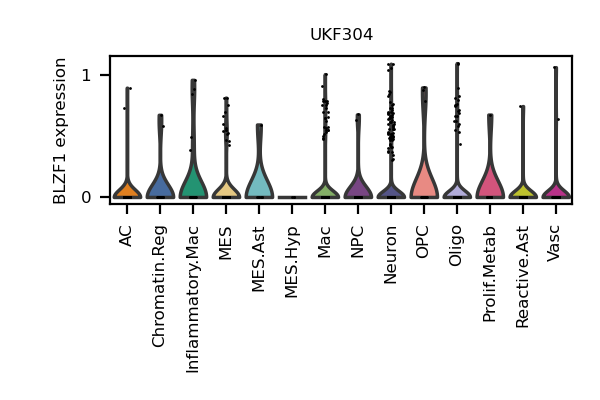 UKF304
BLZF1 expression
1
0
AC
Chromatin.Reg
Inflammatory.Mac
MES
MES.Ast
MES.Hyp
Mac
NPC
Neuron
OPC
Oligo
Prolif.Metab
Reactive.Ast
Vasc